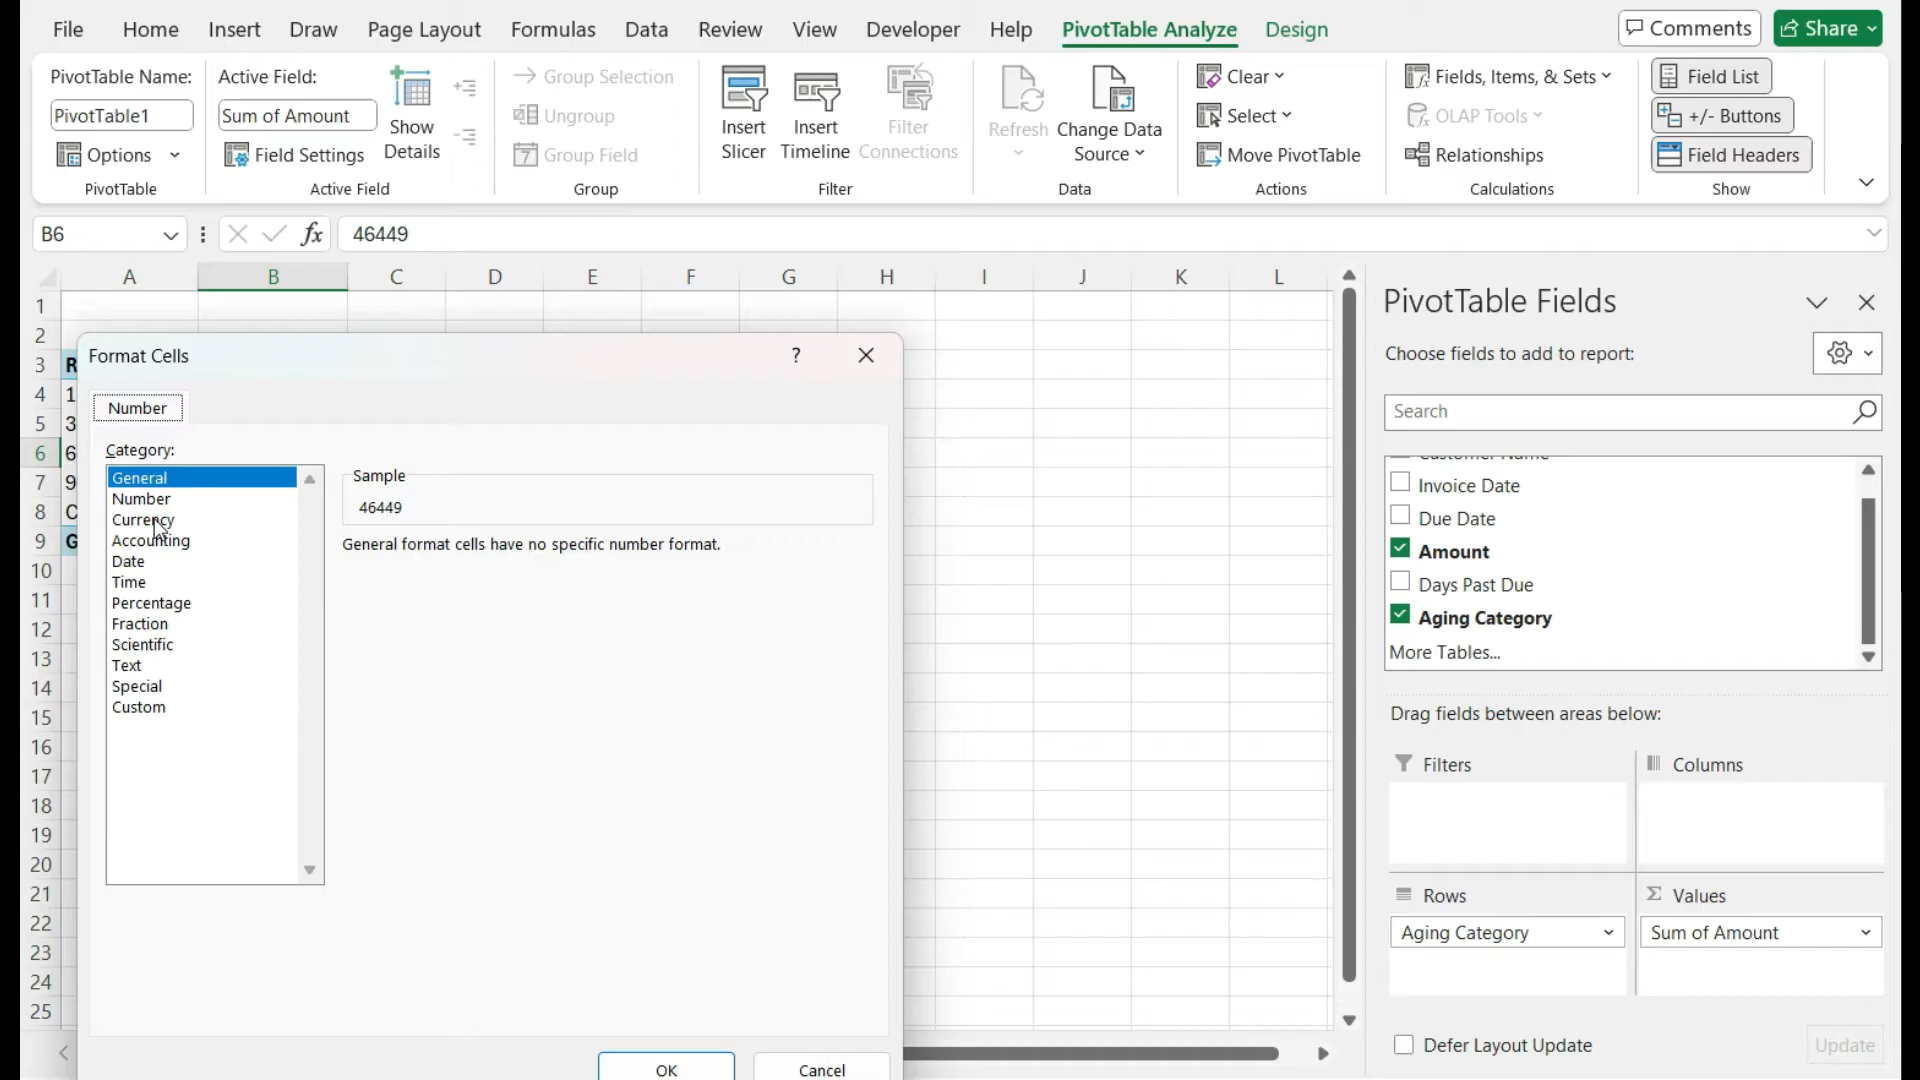 File Home Insert Draw Page Layout Formulas Data Review View Developer Help PivotTable Analyze Design Comments Share
PivotTable Name:
PivotTable1
Options
PivotTable
Active Field:
Sum of Amount
Field Settings
Show
Details
Active Field
Group Selection
Ungroup
7 Group Field
Group
Insert
Slicer
Insert
Timeline
Filter
Connections
Filter
Refresh
Change Data
Source
Data
Clear
Select
Move PivotTable
Actions
Fields, Items, & Sets
OLAP Tools
Relationships
Calculations
Field List
+/- Buttons
Field Headers
Show
B6 fx 46449
A B C D E F G H I J K L
1
2
3 R
4 1
5 3
6 6
7 9
8 C
9 G
10
11
12
13
14
15
16
17
18
19
20
21
22
23
24
25
Format Cells ?
Number
Category:
General
Number
Currency
Accounting
Date
Time
Percentage
Fraction
Scientific
Text
Special
Custom
Sample
46449
General format cells have no specific number format.
OK Cancel
PivotTable Fields
Choose fields to add to report:
Search
Customer Name
Invoice Date
Due Date
Amount
Days Past Due
Aging Category
More Tables...
Drag fields between areas below:
Filters
Columns
Rows
Σ Values
Aging Category
Sum of Amount
Defer Layout Update
Update